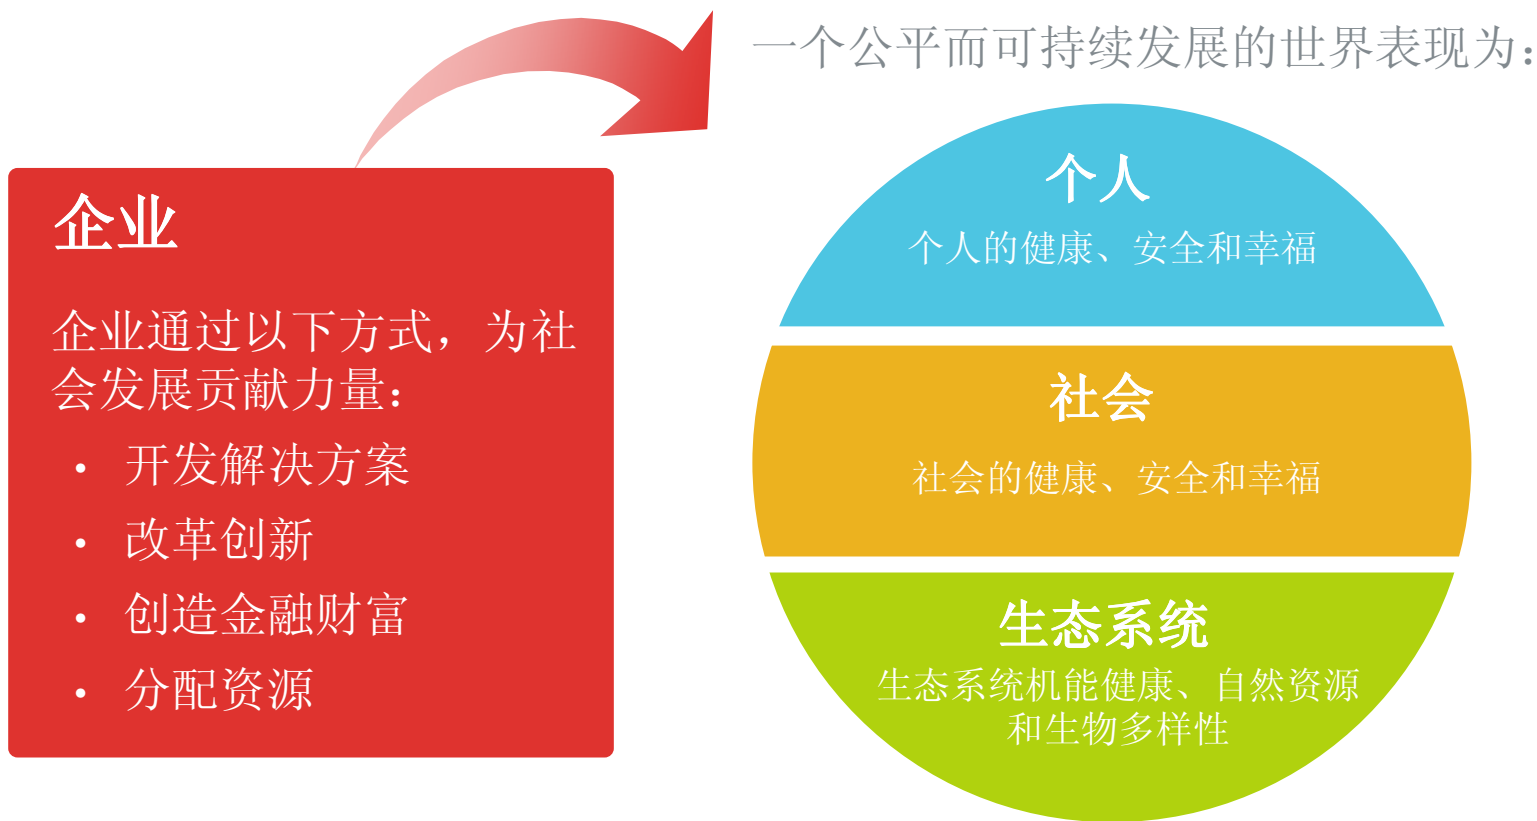 一个公平而可持续发展的世界表现为：
企业
企业通过以下方式，为社
会发展贡献力量：
• 开发解决方案
• 改革创新
• 创造金融财富
• 分配资源
个人
个人的健康、安全和幸福
社会
社会的健康、安全和幸福
生态系统
生态系统机能健康、自然资源
和生物多样性